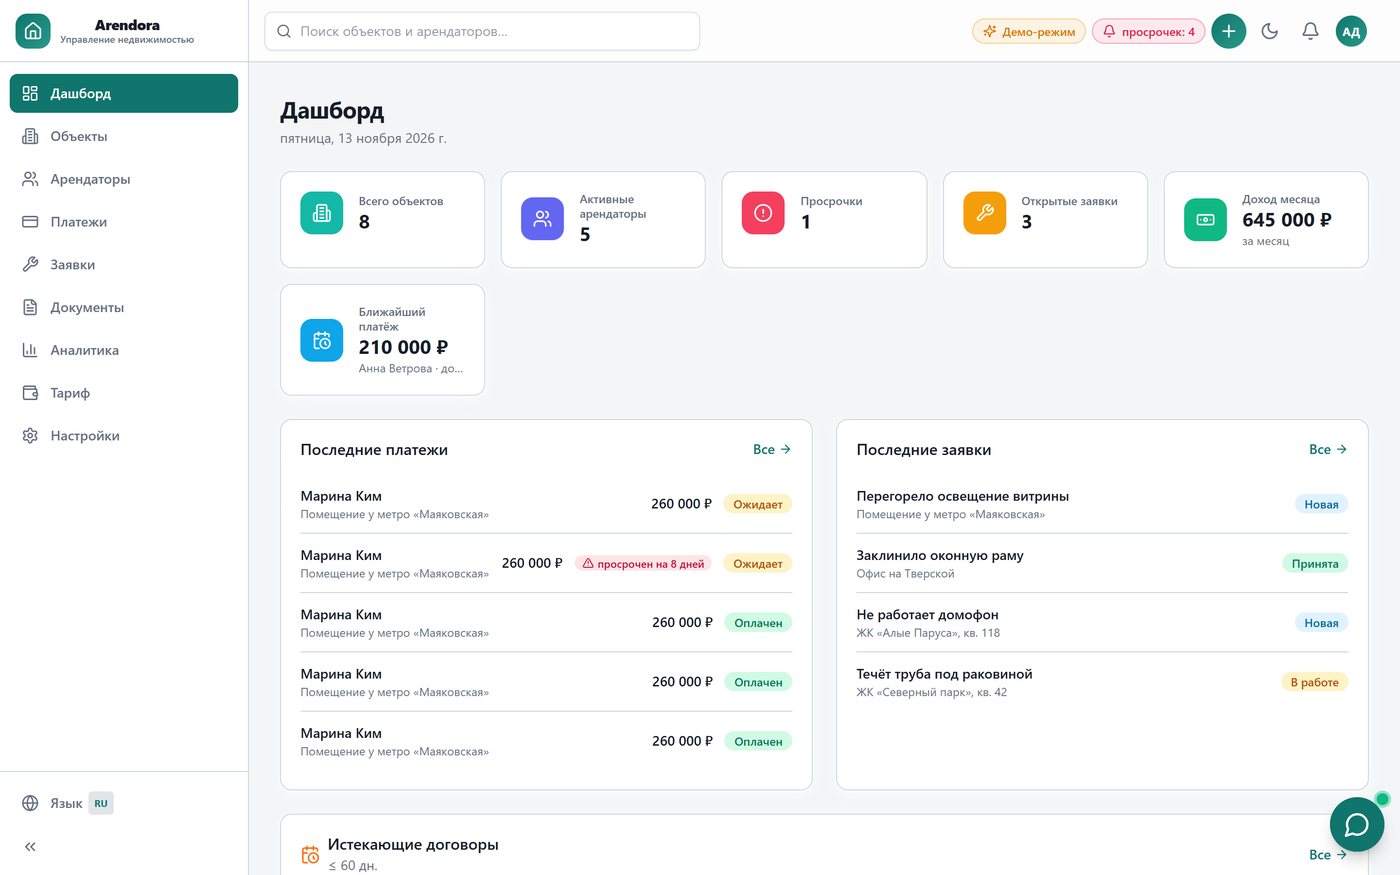 Arendora
Управление недвижимостью
Поиск объектов и арендаторов...
Демо-режим
просрочек: 4
АД
Дашборд
Объекты
Арендаторы
Платежи
Заявки
Документы
Аналитика
Тариф
Настройки
Язык RU
Дашборд
пятница, 13 ноября 2026 г.
Всего объектов
8
Активные
арендаторы
5
Просрочки
1
Открытые заявки
3
Доход месяца
645 000 ₽
за месяц
Ближайший
платёж
210 000 ₽
Анна Ветрова · до...
Последние платежи
Все →
Марина Ким
Помещение у метро «Маяковская»
260 000 ₽ Ожидает
Марина Ким
Помещение у метро «Маяковская»
260 000 ₽ просрочен на 8 дней Ожидает
Марина Ким
Помещение у метро «Маяковская»
260 000 ₽ Оплачен
Марина Ким
Помещение у метро «Маяковская»
260 000 ₽ Оплачен
Марина Ким
Помещение у метро «Маяковская»
260 000 ₽ Оплачен
Последние заявки
Все →
Перегорело освещение витрины
Помещение у метро «Маяковская»
Новая
Заклинило оконную раму
Офис на Тверской
Принята
Не работает домофон
ЖК «Алые Паруса», кв. 118
Новая
Течёт труба под раковиной
ЖК «Северный парк», кв. 42
В работе
Истекающие договоры
≤ 60 дн.
Все →